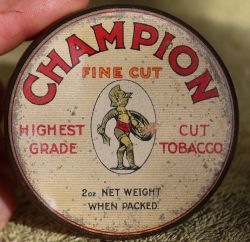 CHAMPION
FINE CUT
HIGHEST GRADE
CUT TOBACCO
2oz NET WEIGHT
WHEN PACKED